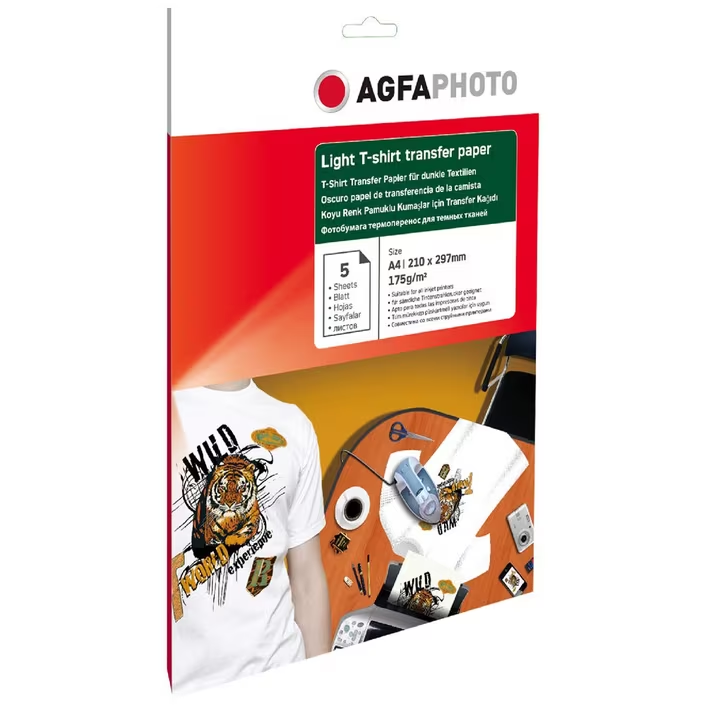 AGFAPHOTO
Light T-shirt transfer paper
T-Shirt Transfer Papier für dunkle Textilien
Oscuro papel de transferencia de la camista
Koyu Renk Pamuklu Kumaşlar için Transfer Kağıdı
Фотобумага термоперенос для темных тканей
5
• Sheets
• Blatt
• Hojas
• Sayfalar
• листов
Size
A4 | 210 x 297mm
175g/m²
• Suitable for all inkjet printers
• für sämtliche Tintenstrahldrucker geeignet
• Apto para todas las impresoras de tinta
• Tüm mürekkep püskürtmeli yazıcılar için uygun
• Совместима со всеми струйными принтерами
WILD
WORLD
experience
R
WILD